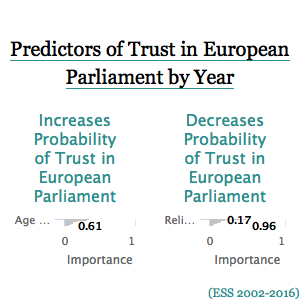 Predictors of Trust in European
Parliament by Year
Increases
Probability
of Trust in
European
Parliament
Decreases
Probability
of Trust in
European
Parliament
Age ... 0.61
Reli... 0.17 0.96
0 1
0 1
Importance
Importance
(ESS 2002-2016)